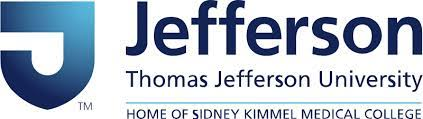 Jefferson
Thomas Jefferson University
HOME OF SIDNEY KIMMEL MEDICAL COLLEGE
TM